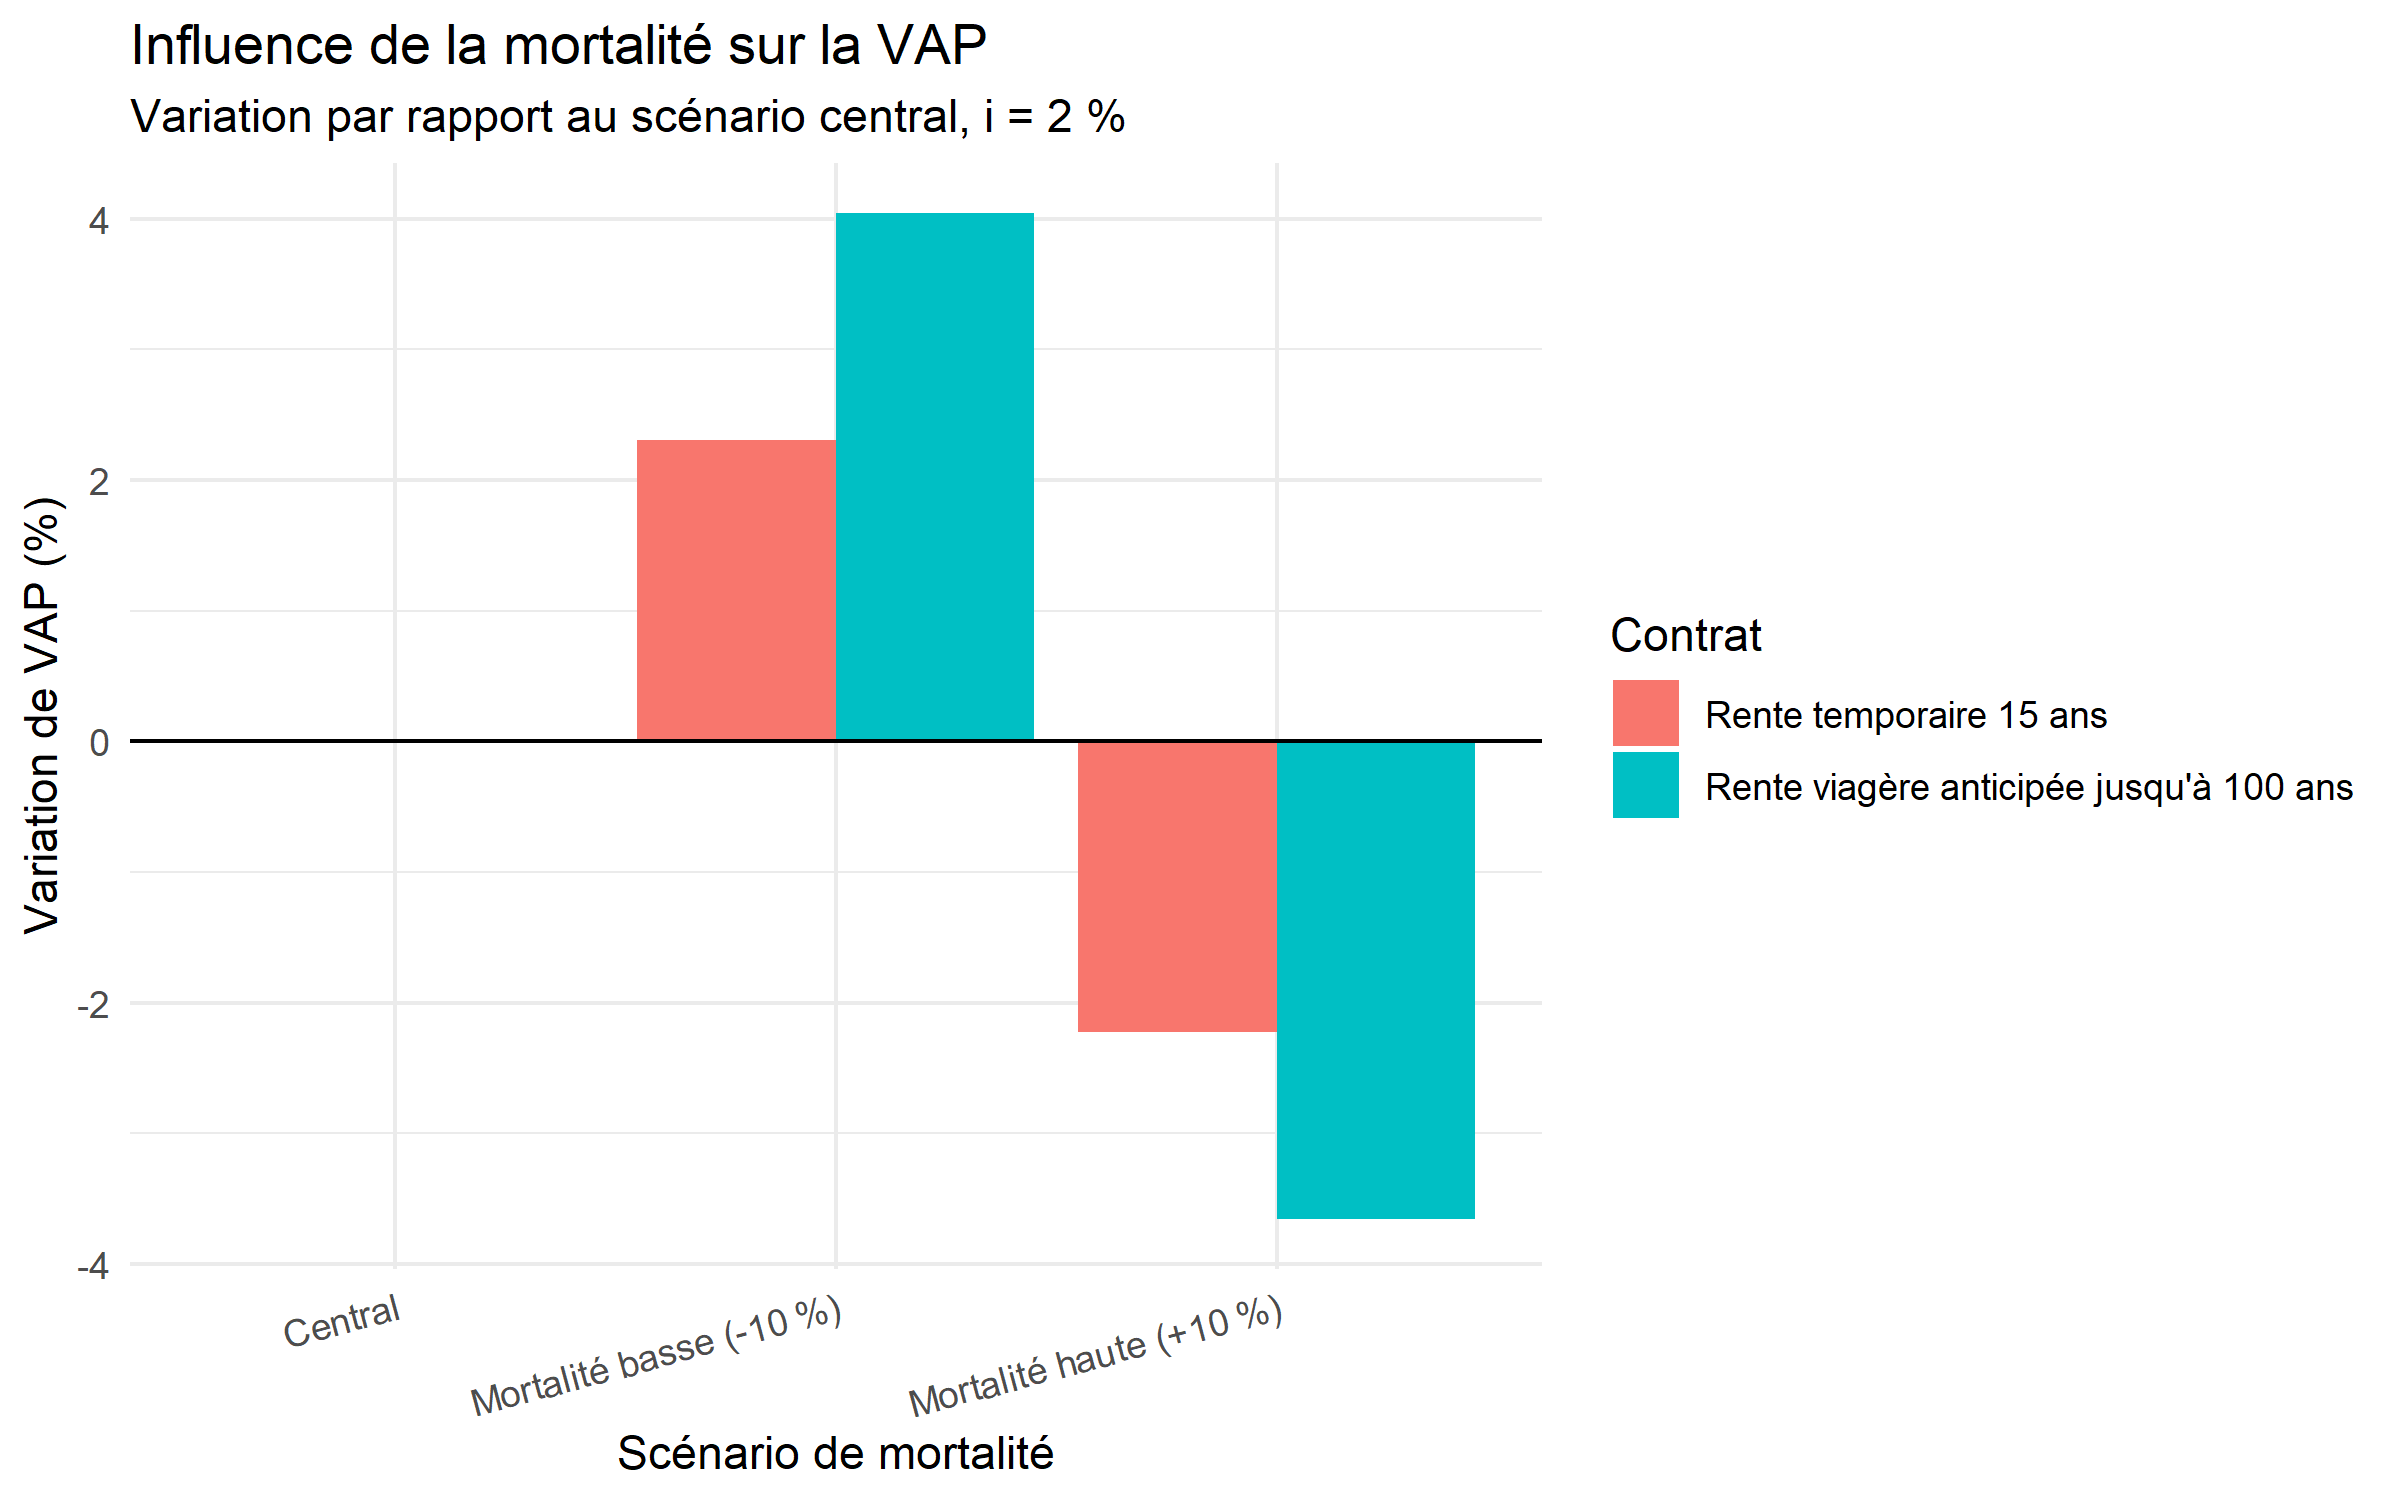 Influence de la mortalité sur la VAP
Variation par rapport au scénario central, i = 2 %
Variation de VAP (%)
4
2
0
-2
-4
Central
Mortalité basse (-10 %)
Mortalité haute (+10 %)
Scénario de mortalité
Contrat
Rente temporaire 15 ans
Rente viagère anticipée jusqu'à 100 ans